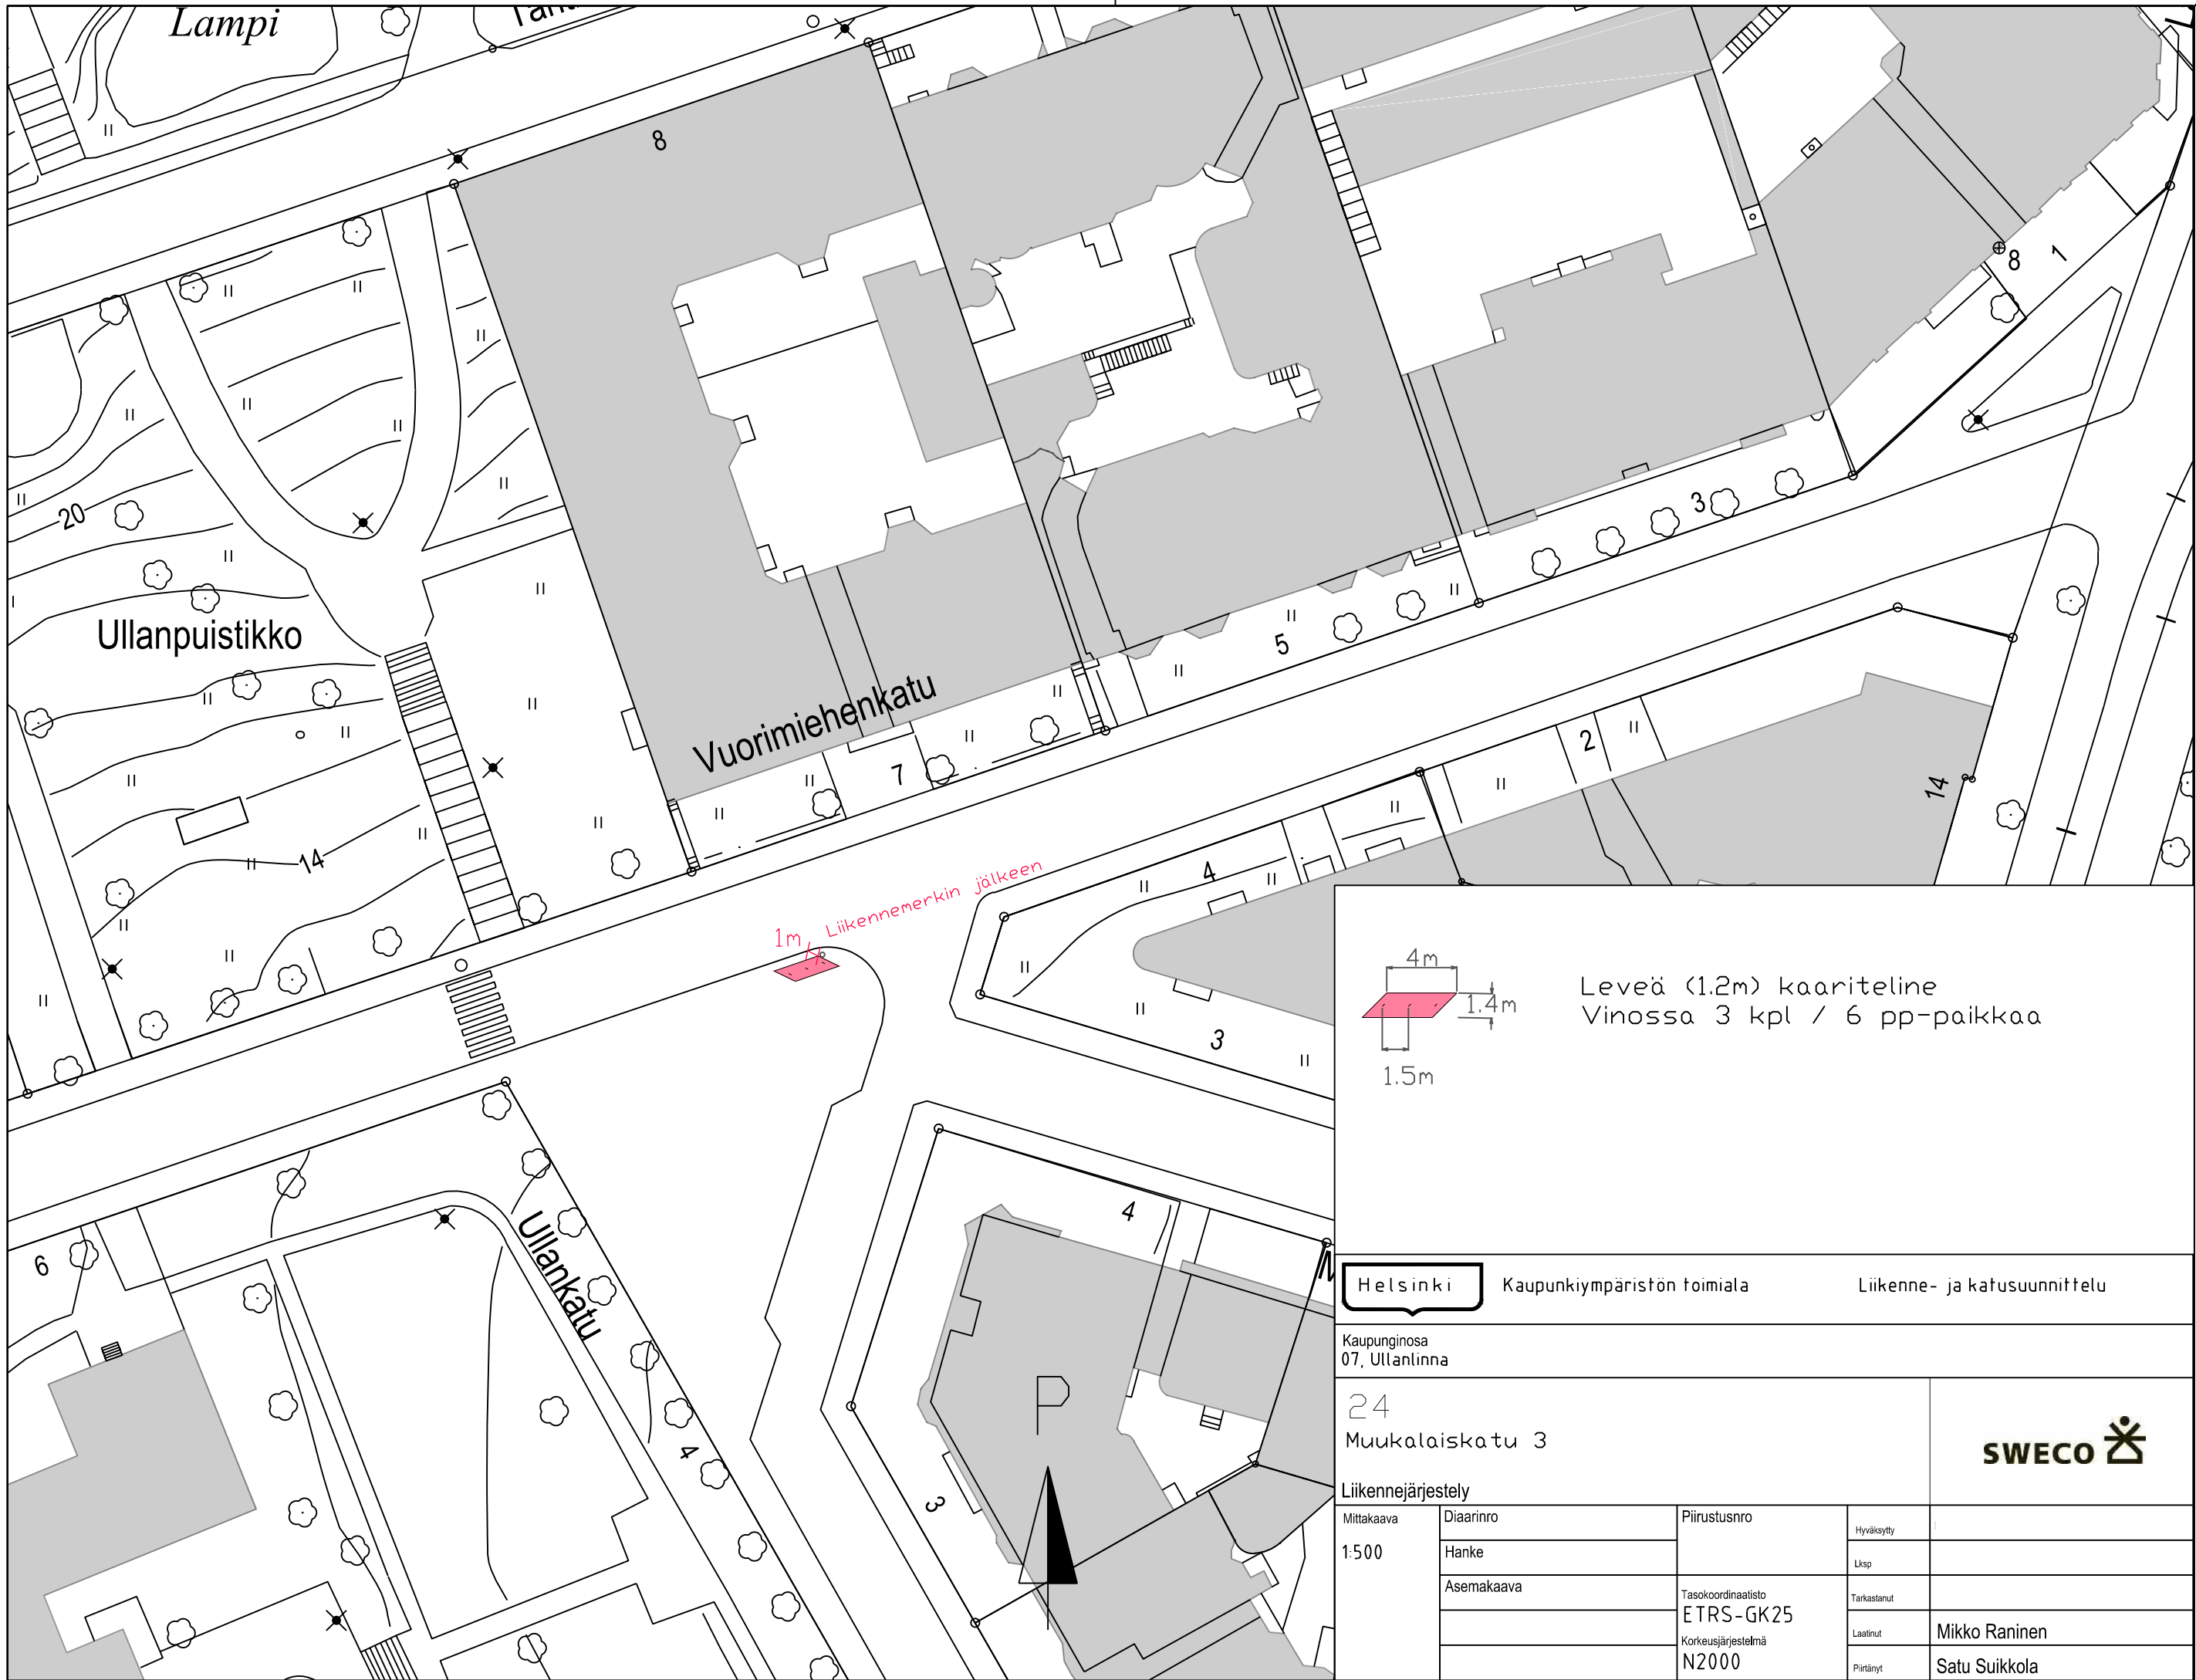 Lampi
8
8
1
20
3
Ullanpuistikko
5
Vuorimiehenkatu
2
7
14
14
4
1m Liikennemerkin jälkeen
3
4m
1.4m
1.5m
Leveä (1.2m) kaariteline
Vinossa 3 kpl / 6 pp-paikkaa
4
6
Ullankatu
4
3
P
Helsinki
Kaupunkiympäristön toimiala
Liikenne- ja katusuunnittelu
Kaupunginosa
07, Ullanlinna
24
Muukalaiskatu 3
Liikennejärjestely
SWECO
Mittakaava
1:500
Diaarinro
Hanke
Asemakaava
Piirustusnro
Tasokoordinaatisto
ETRS-GK25
Korkeusjärjestelmä
N2000
Hyväksytty
Lksp
Tarkastanut
Laatinut
Mikko Raninen
Piirtänyt
Satu Suikkola